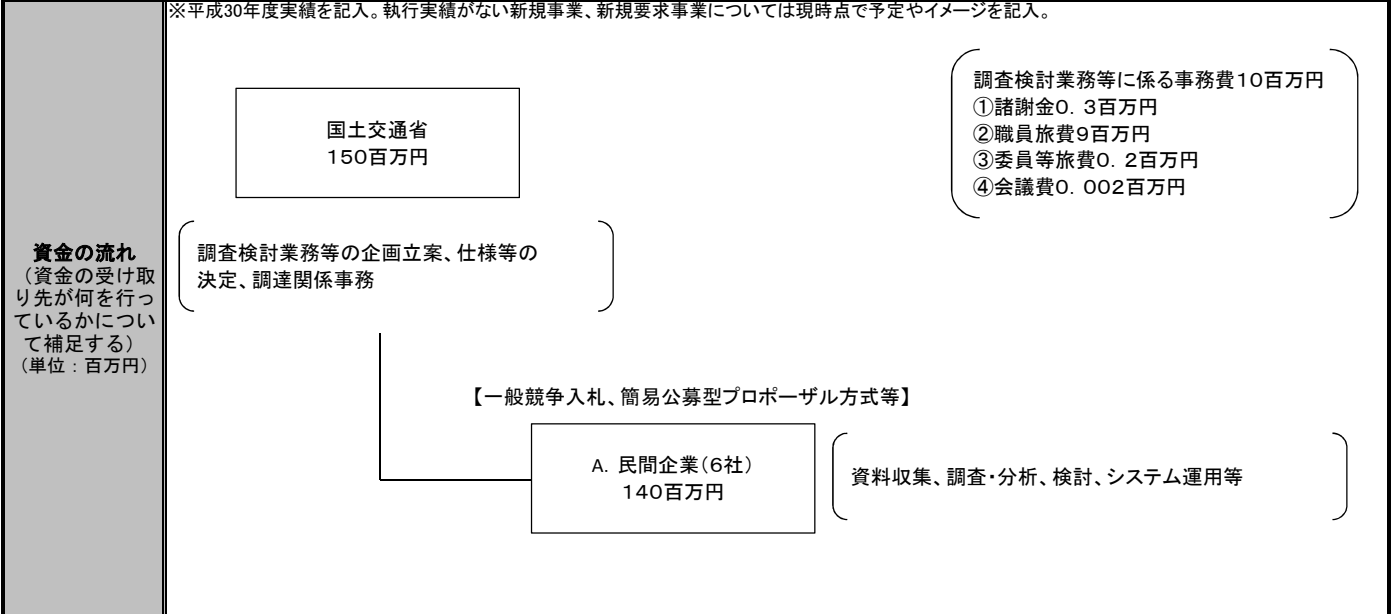 ※平成30年度実績を記入。執行実績がない新規事業、新規要求事業については現時点で予定やイメージを記入。
資金の流れ
（資金の受け取
り先が何を行っ
ているかについ
て補足する）
（単位：百万円）
国土交通省
150百万円
調査検討業務等に係る事務費10百万円
①諸謝金0．3百万円
②職員旅費9百万円
③委員等旅費0．2百万円
④会議費0．002百万円
調査検討業務等の企画立案、仕様等の
決定、調達関係事務
【一般競争入札、簡易公募型プロポーザル方式等】
A．民間企業（6社）
140百万円
資料収集、調査・分析、検討、システム運用等